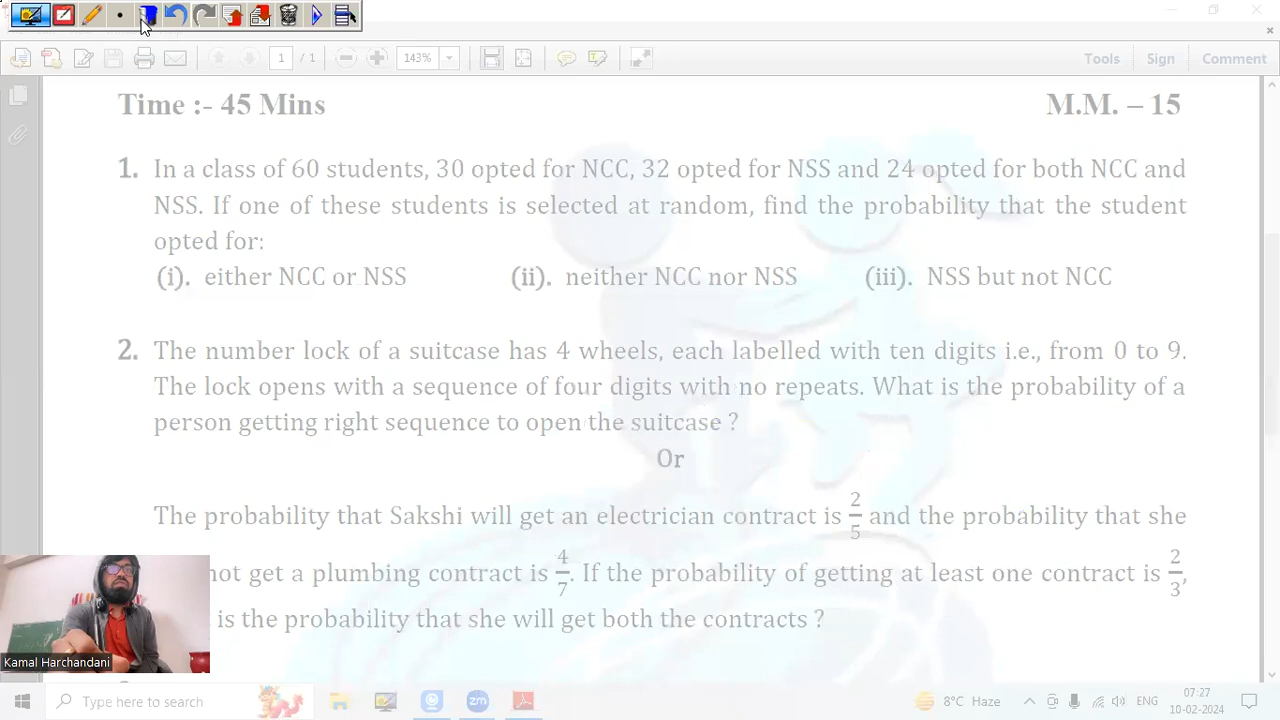 1 / 1
143%
Tools Sign Comment
Time :- 45 Mins M.M. – 15
1. In a class of 60 students, 30 opted for NCC, 32 opted for NSS and 24 opted for both NCC and
NSS. If one of these students is selected at random, find the probability that the student
opted for:
(i). either NCC or NSS (ii). neither NCC nor NSS (iii). NSS but not NCC
2. The number lock of a suitcase has 4 wheels, each labelled with ten digits i.e., from 0 to 9.
The lock opens with a sequence of four digits with no repeats. What is the probability of a
person getting right sequence to open the suitcase ?
Or
The probability that Sakshi will get an electrician contract is 2/5 and the probability that she
not get a plumbing contract is 4/7. If the probability of getting at least one contract is 2/3,
is the probability that she will get both the contracts ?
Kamal Harchandani
Type here to search
zm
8°C Haze
ENG
07:27
10-02-2024